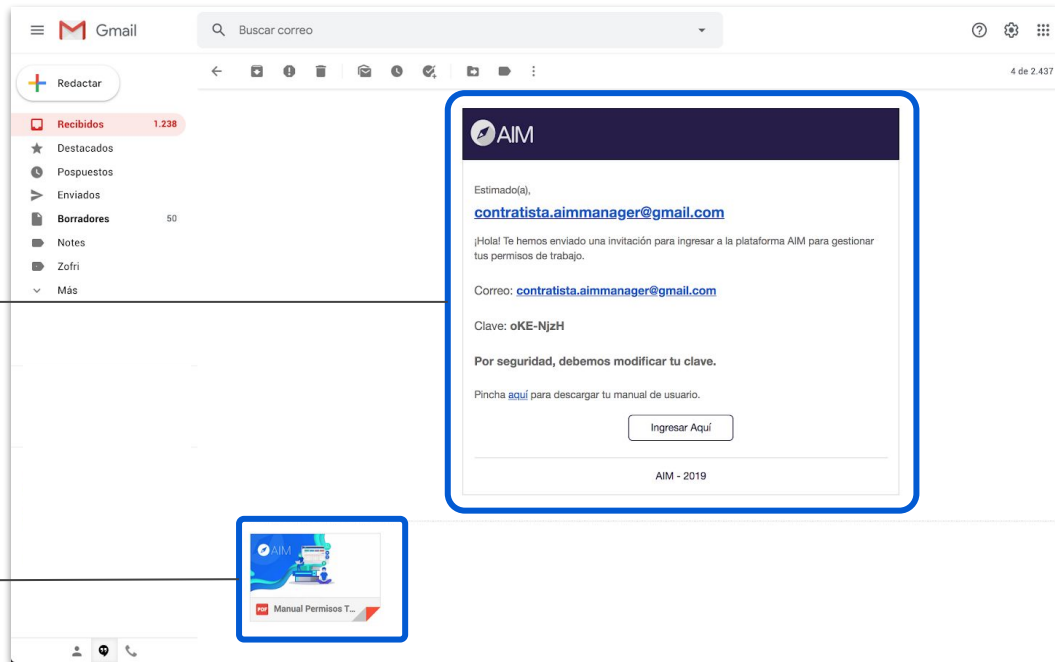 Gmail
Buscar correo
Redactar
4 de 2.437
Recibidos 1.238
Destacados
Pospuestos
Enviados
Borradores 50
Notes
Zofri
Más
AIM
Estimado(a),
contratista.aimmanager@gmail.com
¡Hola! Te hemos enviado una invitación para ingresar a la plataforma AIM para gestionar
tus permisos de trabajo.
Correo: contratista.aimmanager@gmail.com
Clave: oKE-NjzH
Por seguridad, debemos modificar tu clave.
Pincha aquí para descargar tu manual de usuario.
Ingresar Aquí
AIM - 2019
AIM
PDF Manual Permisos T...